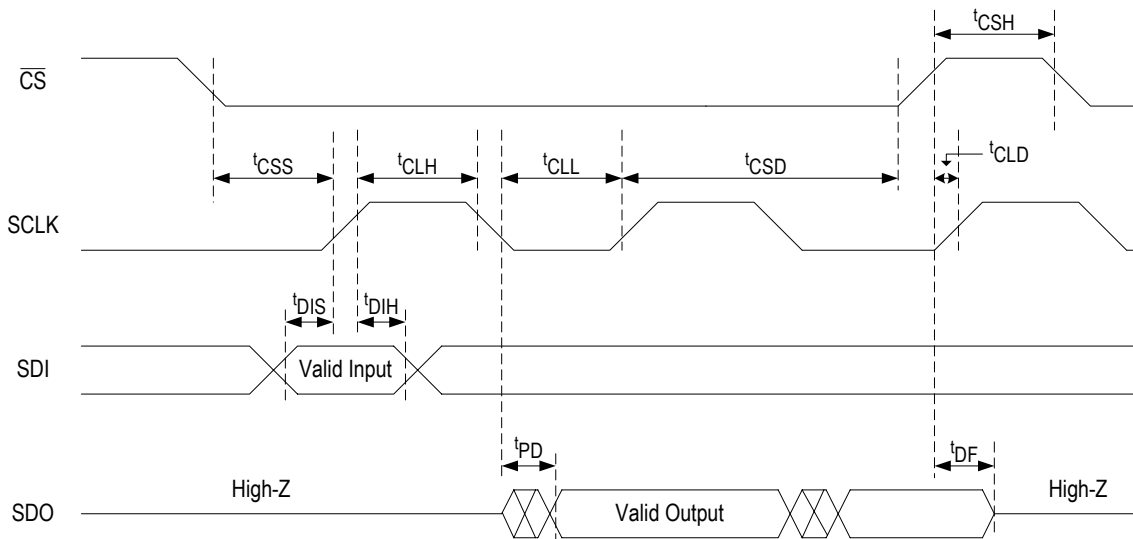 tCSH
CS
tCLD
tCSS
tCLH
tCLL
tCSD
SCLK
tDIS
tDIH
SDI
Valid Input
tPD
tDF
High-Z
High-Z
SDO
Valid Output